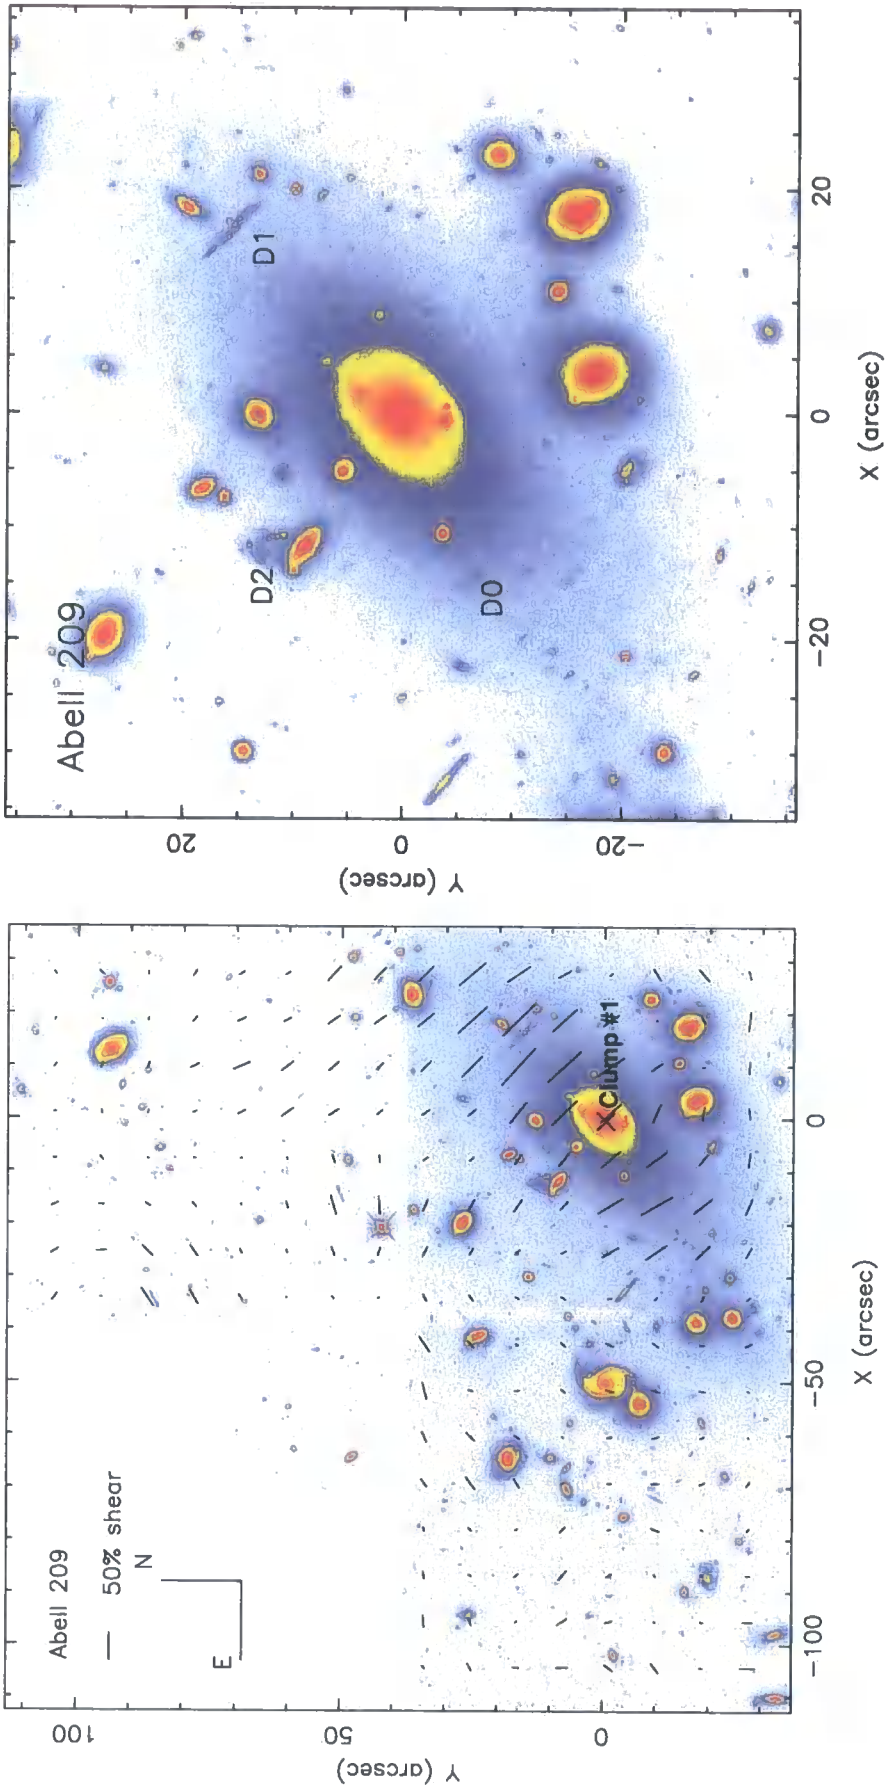 Abell 209
50% shear
N
E
Clump #1
100
50
0
Y (arcsec)
-100
-50
0
X (arcsec)
Abell 209
D1
D2
D0
20
0
-20
Y (arcsec)
-20
0
20
X (arcsec)